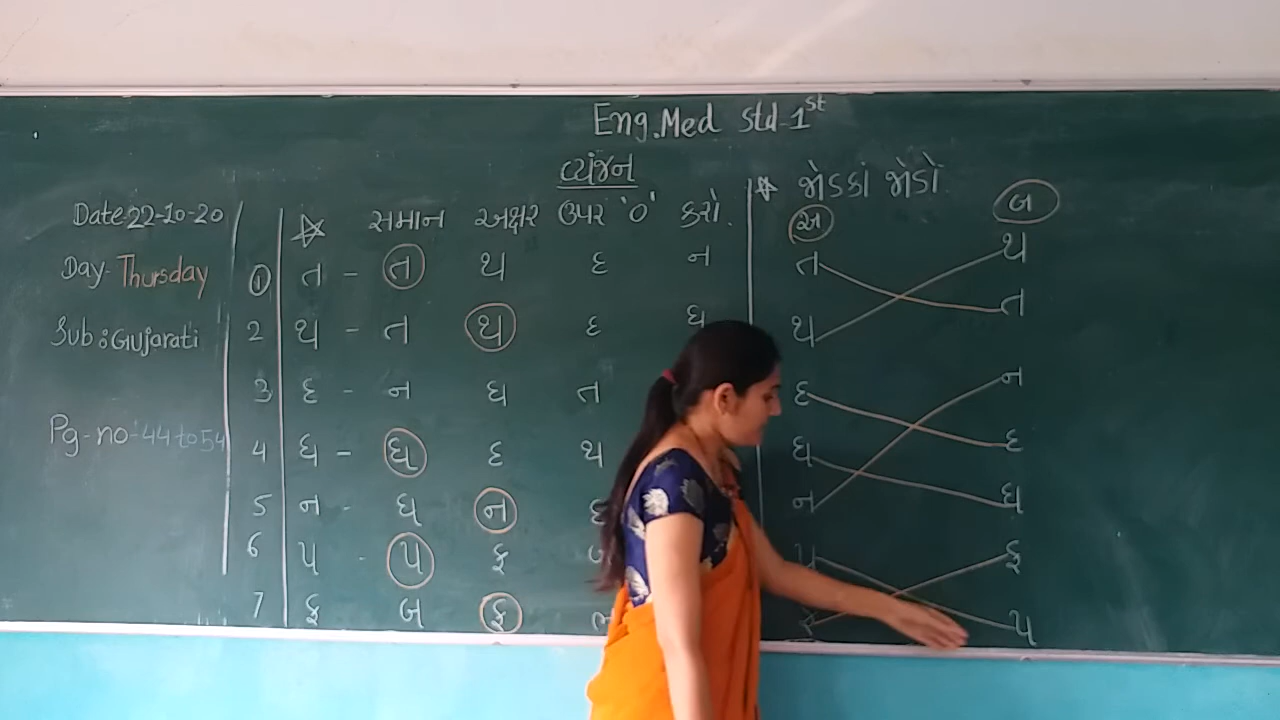 Eng.Med Std-1st
વ્યંજન
Date-22-10-20
Day-Thursday
Sub:Gujarati
Pg-no-44 to 54
સમાન અક્ષર ઉપર '૦' કરો.
1 ત - ત થ દ ન
2 થ - ત થ દ ધ
3 દ - ન ધ ત
4 ધ - ધ દ થ
5 ન - ધ ન
6 પ - પ ફ
7 ફ બ ફ
જોડકાં જોડો
અ બ
ત થ
થ ત
દ ન
ધ દ
ન ધ
પ ફ
પ